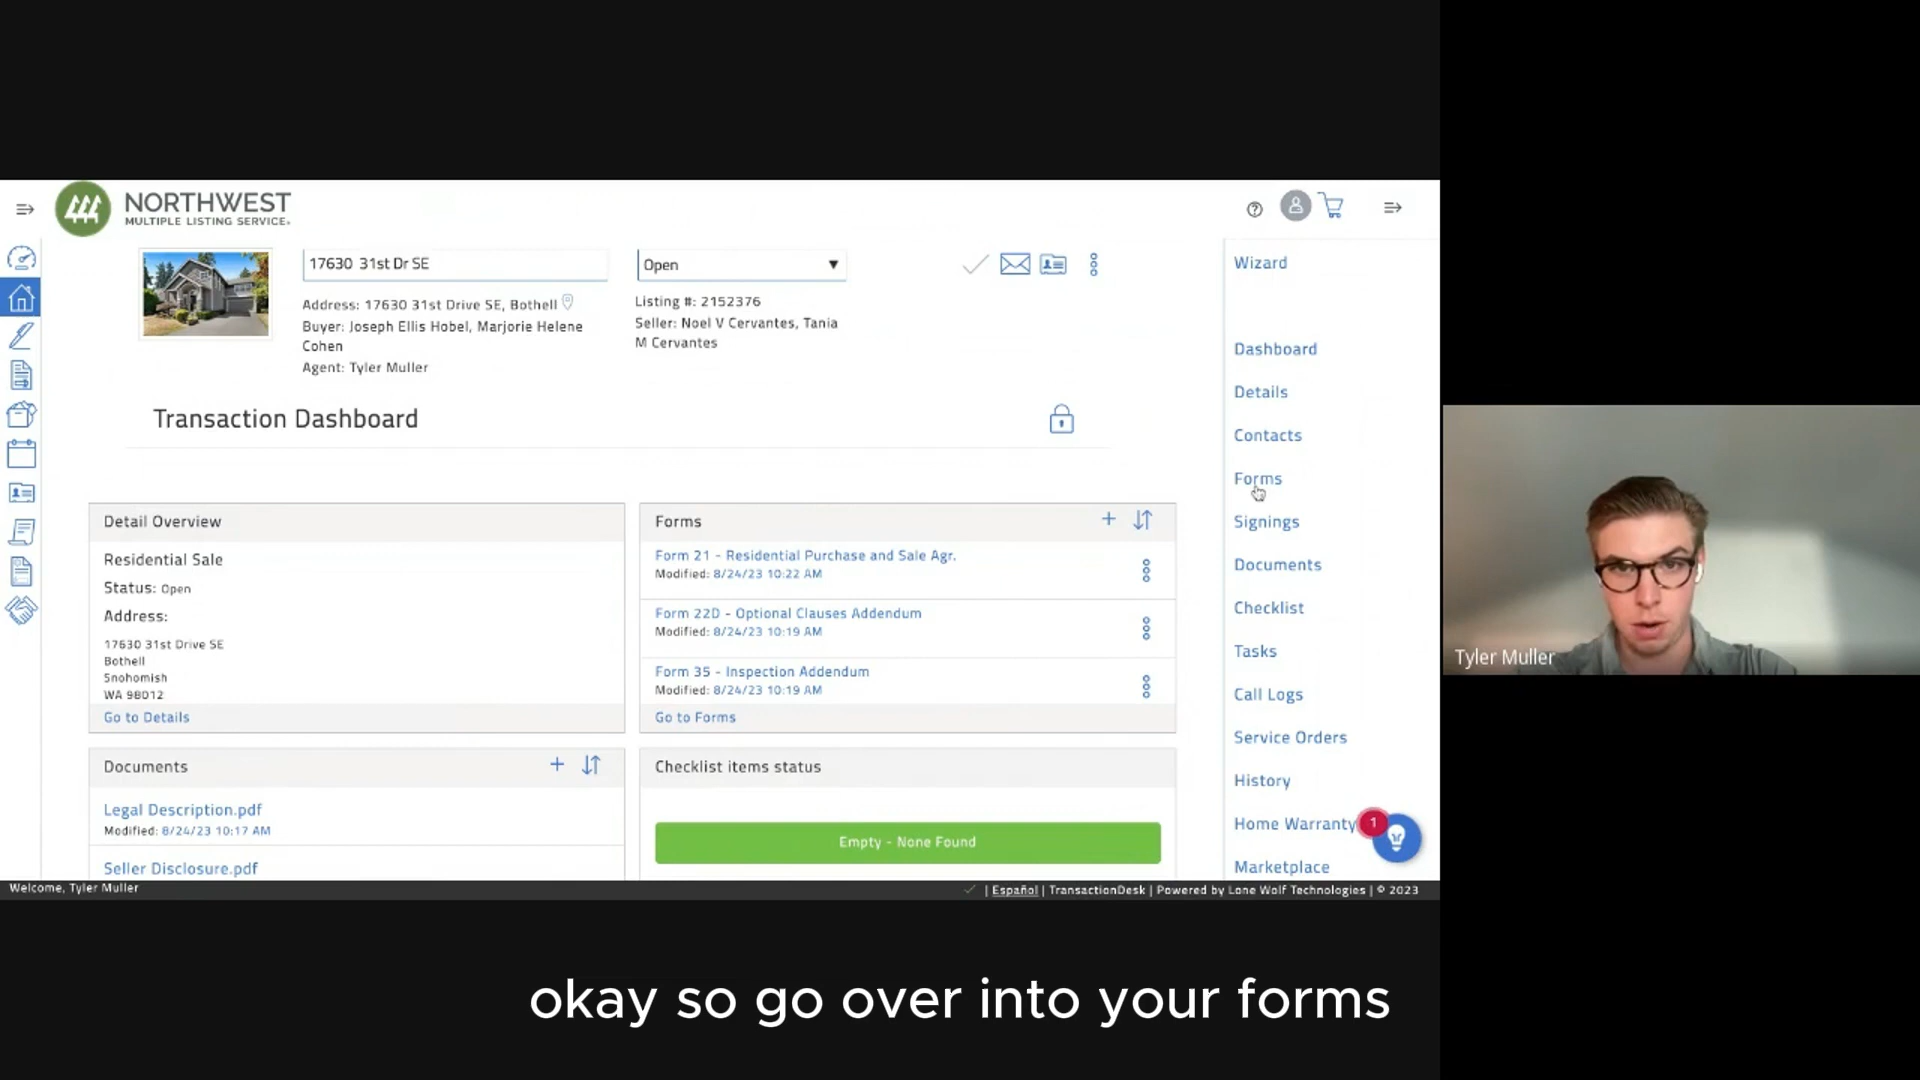 NORTHWEST
MULTIPLE LISTING SERVICE®
17630 31st Dr SE
Open
Address: 17630 31st Drive SE, Bothell
Buyer: Joseph Ellis Hobel, Marjorie Helene
Cohen
Agent: Tyler Muller
Listing #: 2152376
Seller: Noel V Cervantes, Tania
M Cervantes
Transaction Dashboard
Detail Overview
Residential Sale
Status: Open
Address:
17630 31st Drive SE
Bothell
Snohomish
WA 98012
Go to Details
Forms
Form 21 - Residential Purchase and Sale Agr.
Modified: 8/24/23 10:22 AM
Form 22D - Optional Clauses Addendum
Modified: 8/24/23 10:19 AM
Form 35 - Inspection Addendum
Modified: 8/24/23 10:19 AM
Go to Forms
Documents
Legal Description.pdf
Modified: 8/24/23 10:17 AM
Seller Disclosure.pdf
Checklist items status
Empty - None Found
Wizard
Dashboard
Details
Contacts
Forms
Signings
Documents
Checklist
Tasks
Call Logs
Service Orders
History
Home Warranty
1
Marketplace
Welcome, Tyler Muller
| Español | TransactionDesk | Powered by Lone Wolf Technologies | © 2023
Tyler Muller
okay so go over into your forms